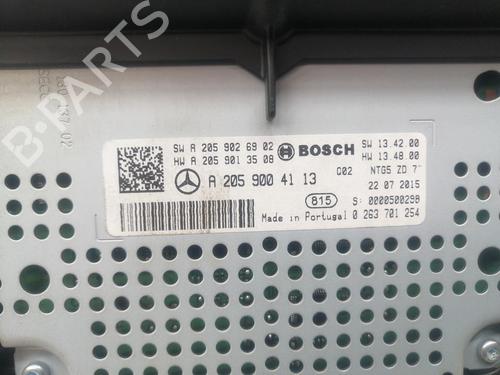 B-PARTS
SW A 205 902 69 02
HW A 205 901 35 08
BOSCH
SW 13.42.00
HW 13.48.00
A 205 900 41 13
C02
NTG5 ZD 7"
22 07 2015
815
S: 0000500298
Made in Portugal 0 263 701 254